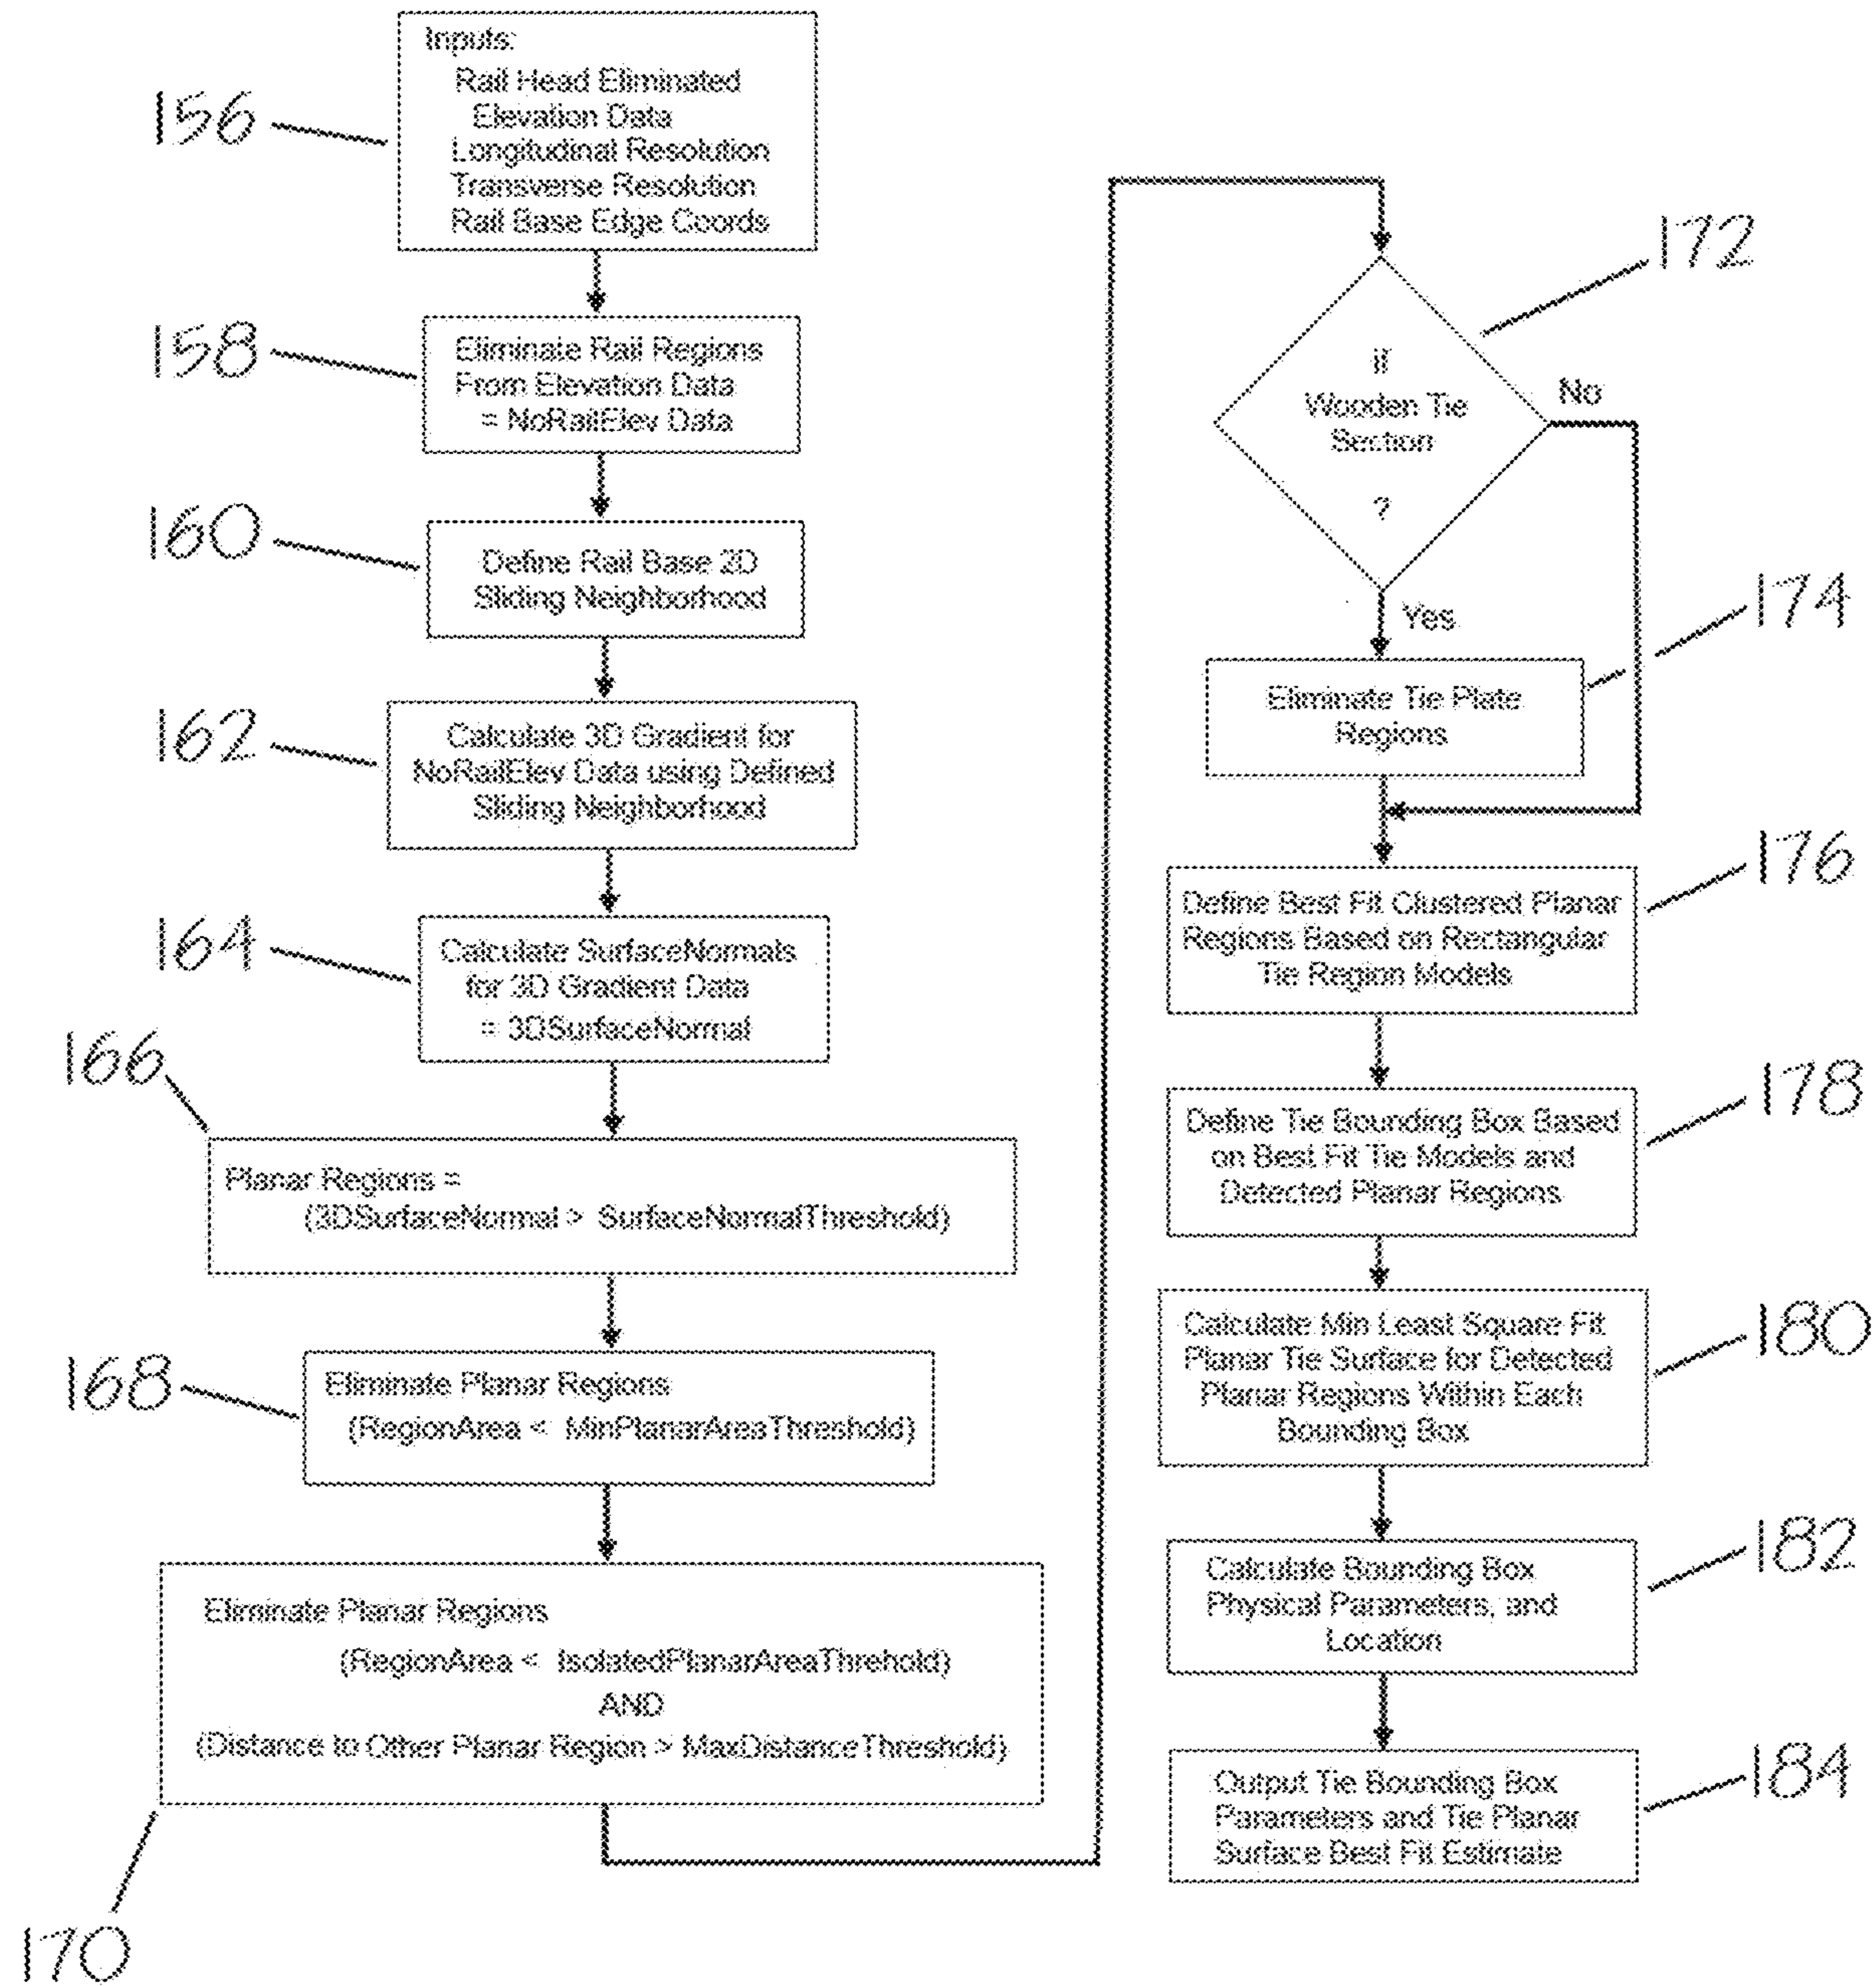 156
Inputs:
Rail Head Eliminated
Elevation Data
Longitudinal Resolution
Transverse Resolution
Rail Base Edge Coords
158
Eliminate Rail Regions
From Elevation Data
= NoRailElev Data
160
Define Rail Base 2D
Sliding Neighborhood
162
Calculate 3D Gradient for
NoRailElev Data using Defined
Sliding Neighborhood
164
Calculate SurfaceNormals
for 3D Gradient Data
= 3DSurfaceNormal
166
Planar Regions =
(3DSurfaceNormal > SurfaceNormalThreshold)
168
Eliminate Planar Regions
(RegionArea < MinPlanarAreaThreshold)
Eliminate Planar Regions
(RegionArea < IsolatedPlanarAreaThrehold)
AND
(Distance to Other Planar Region > MaxDistanceThreshold)
170
172
if
Wooden Tie
Section
?
No
Yes
174
Eliminate Tie Plate
Regions
176
Define Best Fit Clustered Planar
Regions Based on Rectangular
Tie Region Models
178
Define Tie Bounding Box Based
on Best Fit Tie Models and
Detected Planar Regions
180
Calculate Min Least Square Fit
Planar Tie Surface for Detected
Planar Regions Within Each
Bounding Box
182
Calculate Bounding Box
Physical Parameters, and
Location
184
Output Tie Bounding Box
Parameters and Tie Planar
Surface Best Fit Estimate